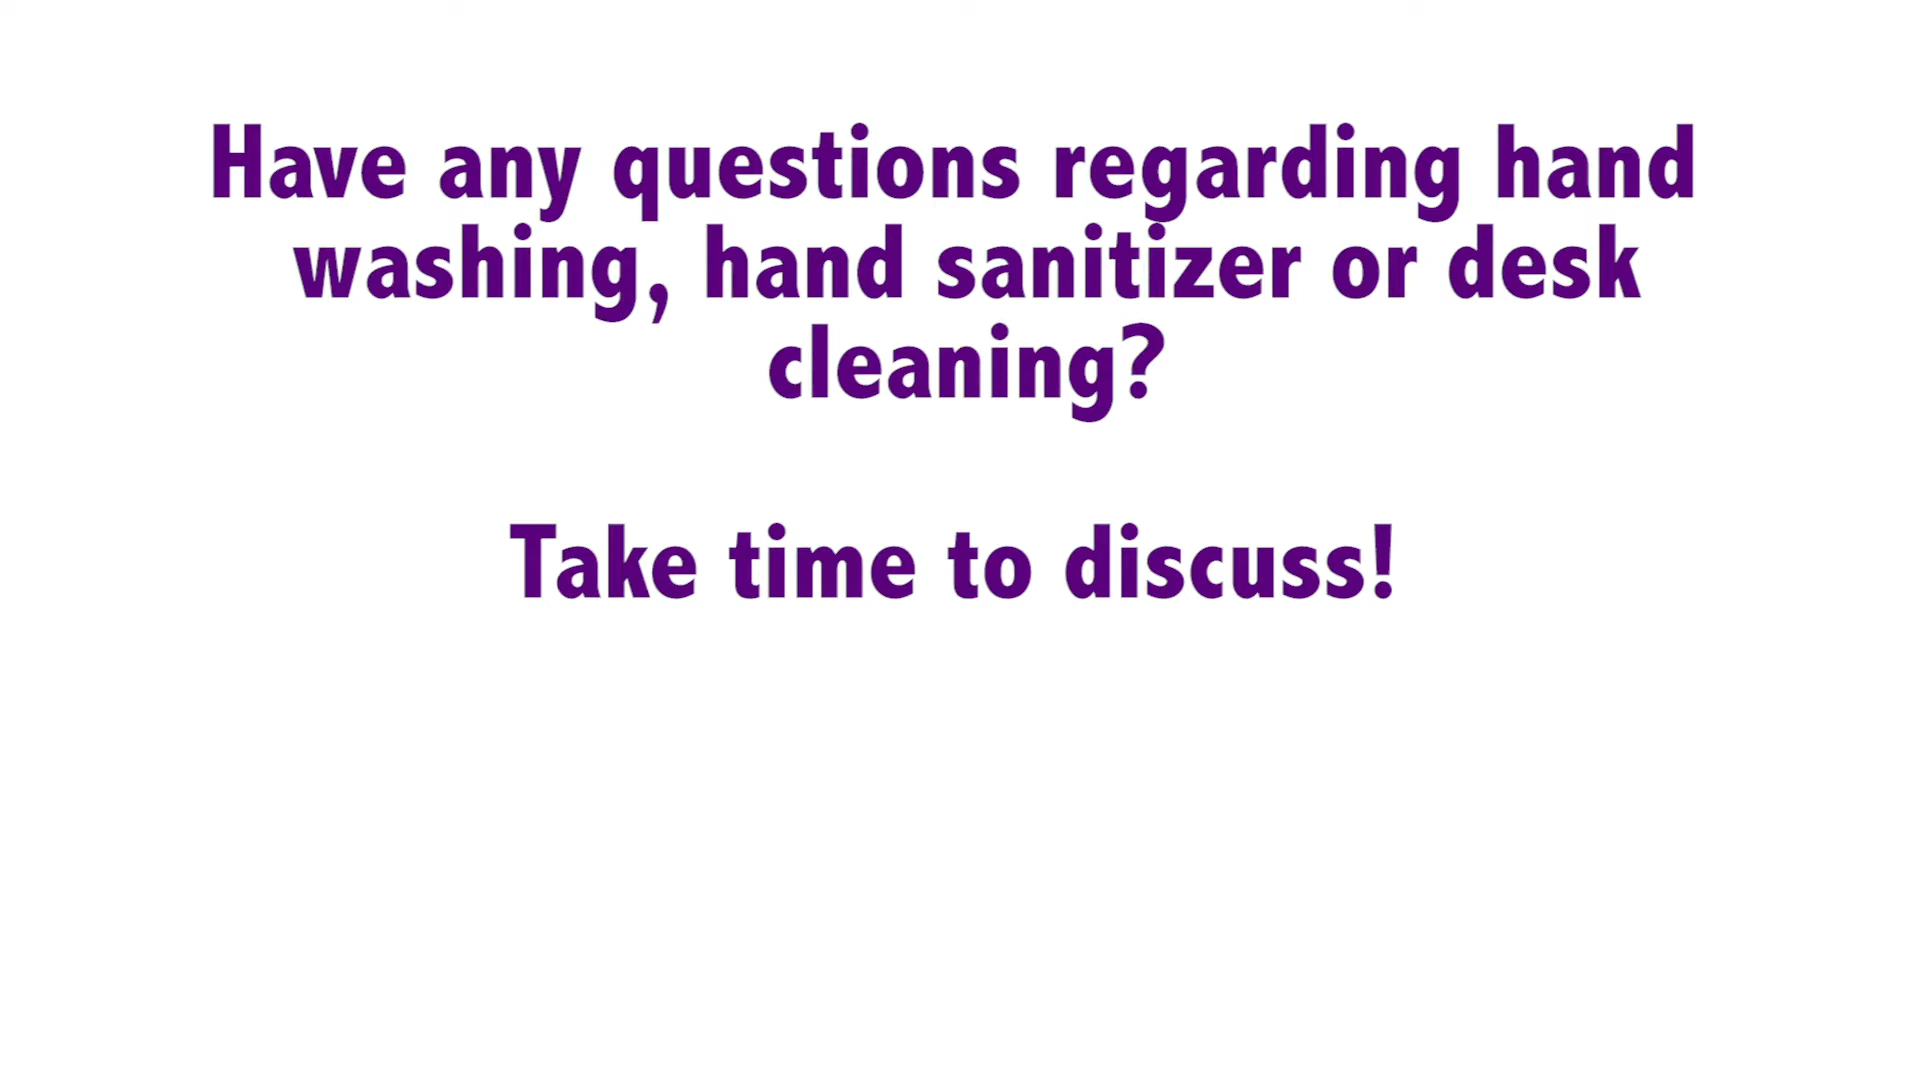 Have any questions regarding hand
washing, hand sanitizer or desk
cleaning?
Take time to discuss!